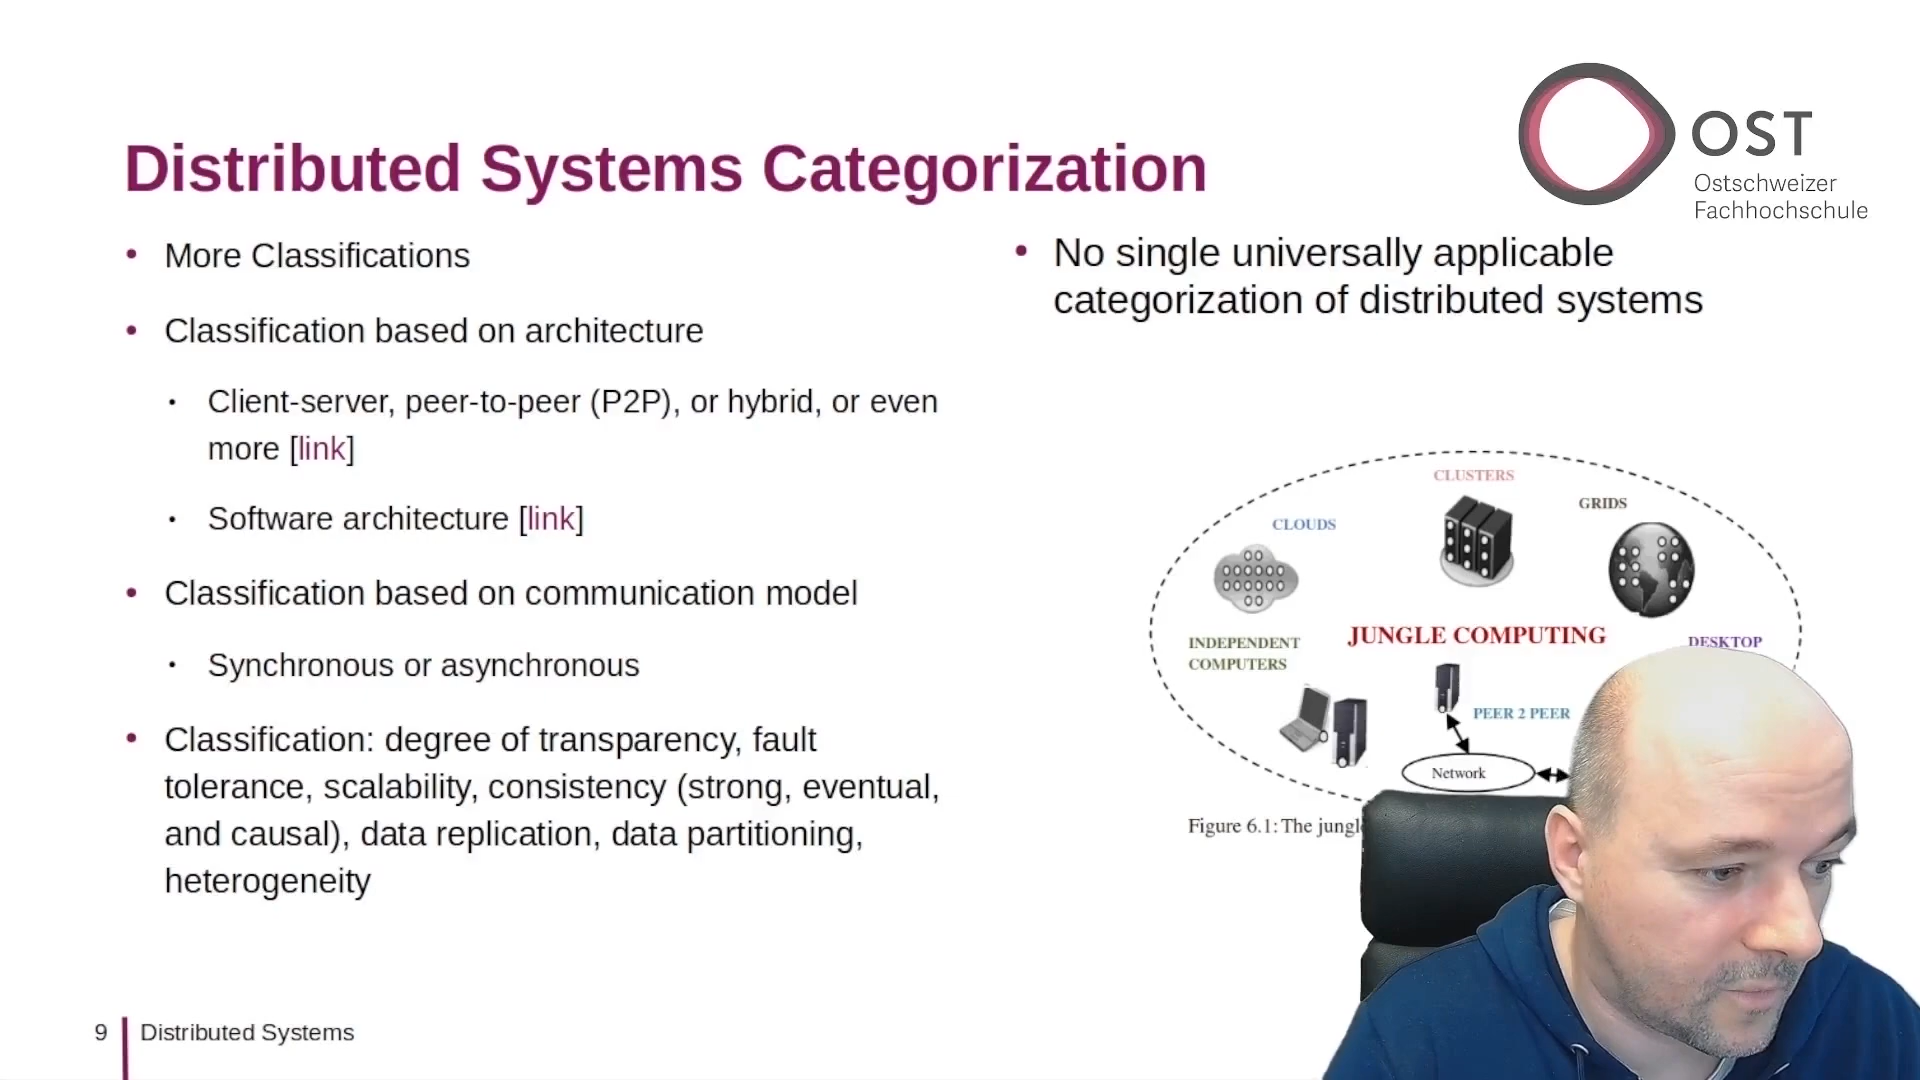 OST
Ostschweizer
Fachhochschule
Distributed Systems Categorization
• More Classifications
• Classification based on architecture
• Client-server, peer-to-peer (P2P), or hybrid, or even
more [link]
• Software architecture [link]
• Classification based on communication model
• Synchronous or asynchronous
• Classification: degree of transparency, fault
tolerance, scalability, consistency (strong, eventual,
and causal), data replication, data partitioning,
heterogeneity
• No single universally applicable
categorization of distributed systems
CLUSTERS
GRIDS
CLOUDS
JUNGLE COMPUTING
INDEPENDENT
COMPUTERS
DESKTOP
PEER 2 PEER
Network
Figure 6.1: The
9
Distributed Systems